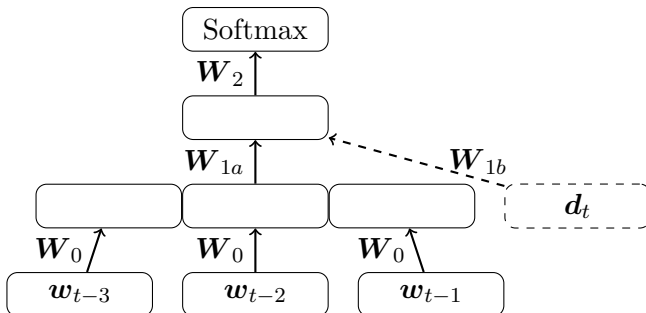 Softmax
W₂
W₁ₐ W₁b
dₜ
W₀ W₀ W₀
wₜ₋₃ wₜ₋₂ wₜ₋₁